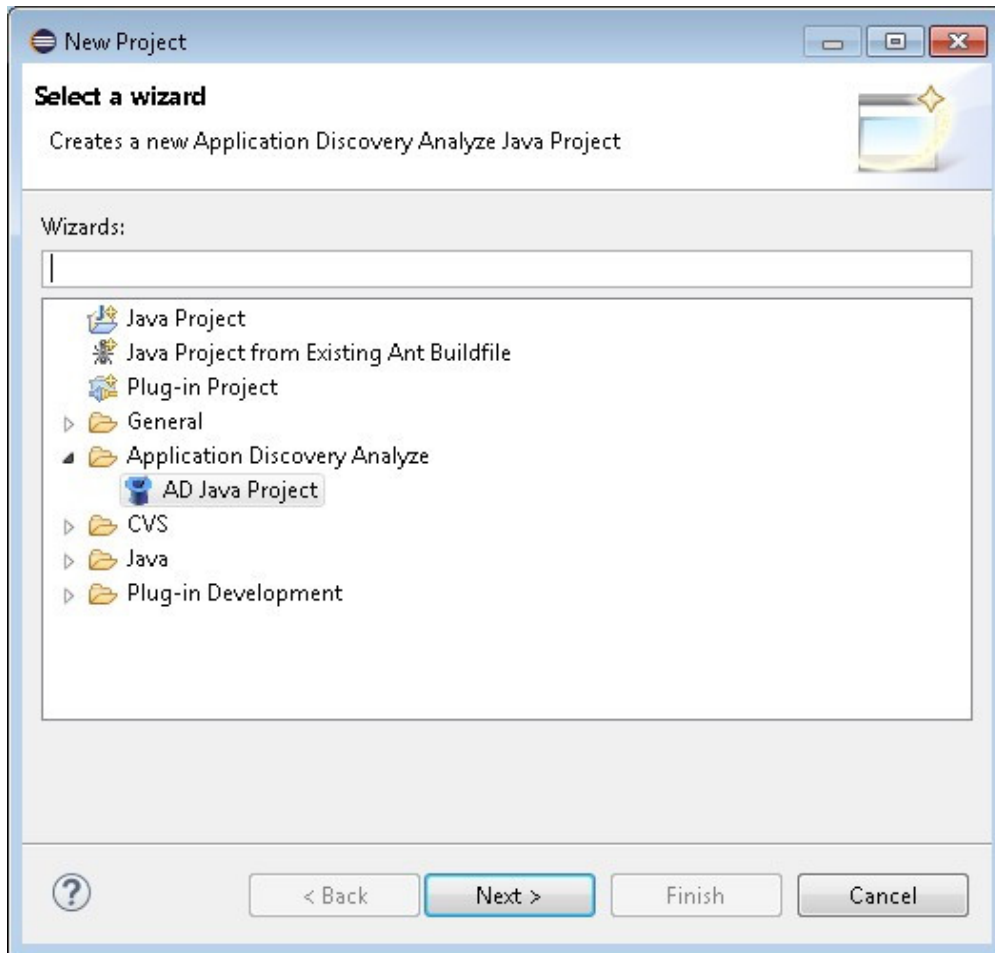 New Project
Select a wizard
Creates a new Application Discovery Analyze Java Project
Wizards:
Java Project
Java Project from Existing Ant Buildfile
Plug-in Project
General
Application Discovery Analyze
AD Java Project
CVS
Java
Plug-in Development
? < Back Next > Finish Cancel